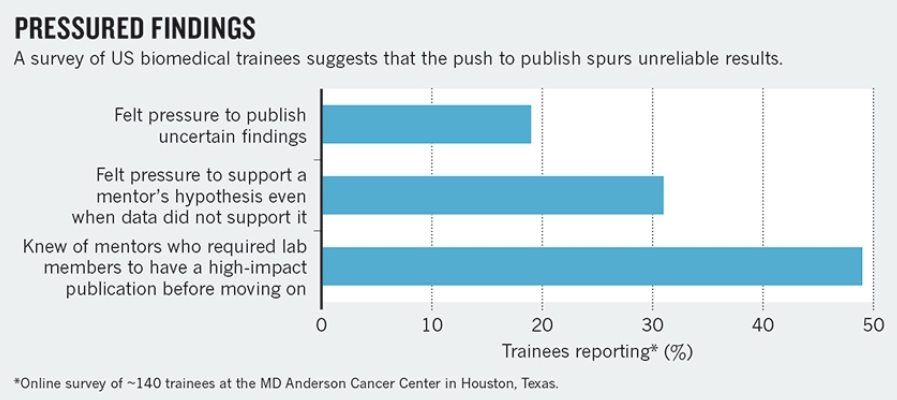 PRESSURED FINDINGS
A survey of US biomedical trainees suggests that the push to publish spurs unreliable results.
Felt pressure to publish
uncertain findings
Felt pressure to support a
mentor's hypothesis even
when data did not support it
Knew of mentors who required lab
members to have a high-impact
publication before moving on
0 10 20 30 40 50
Trainees reporting* (%)
*Online survey of ~140 trainees at the MD Anderson Cancer Center in Houston, Texas.